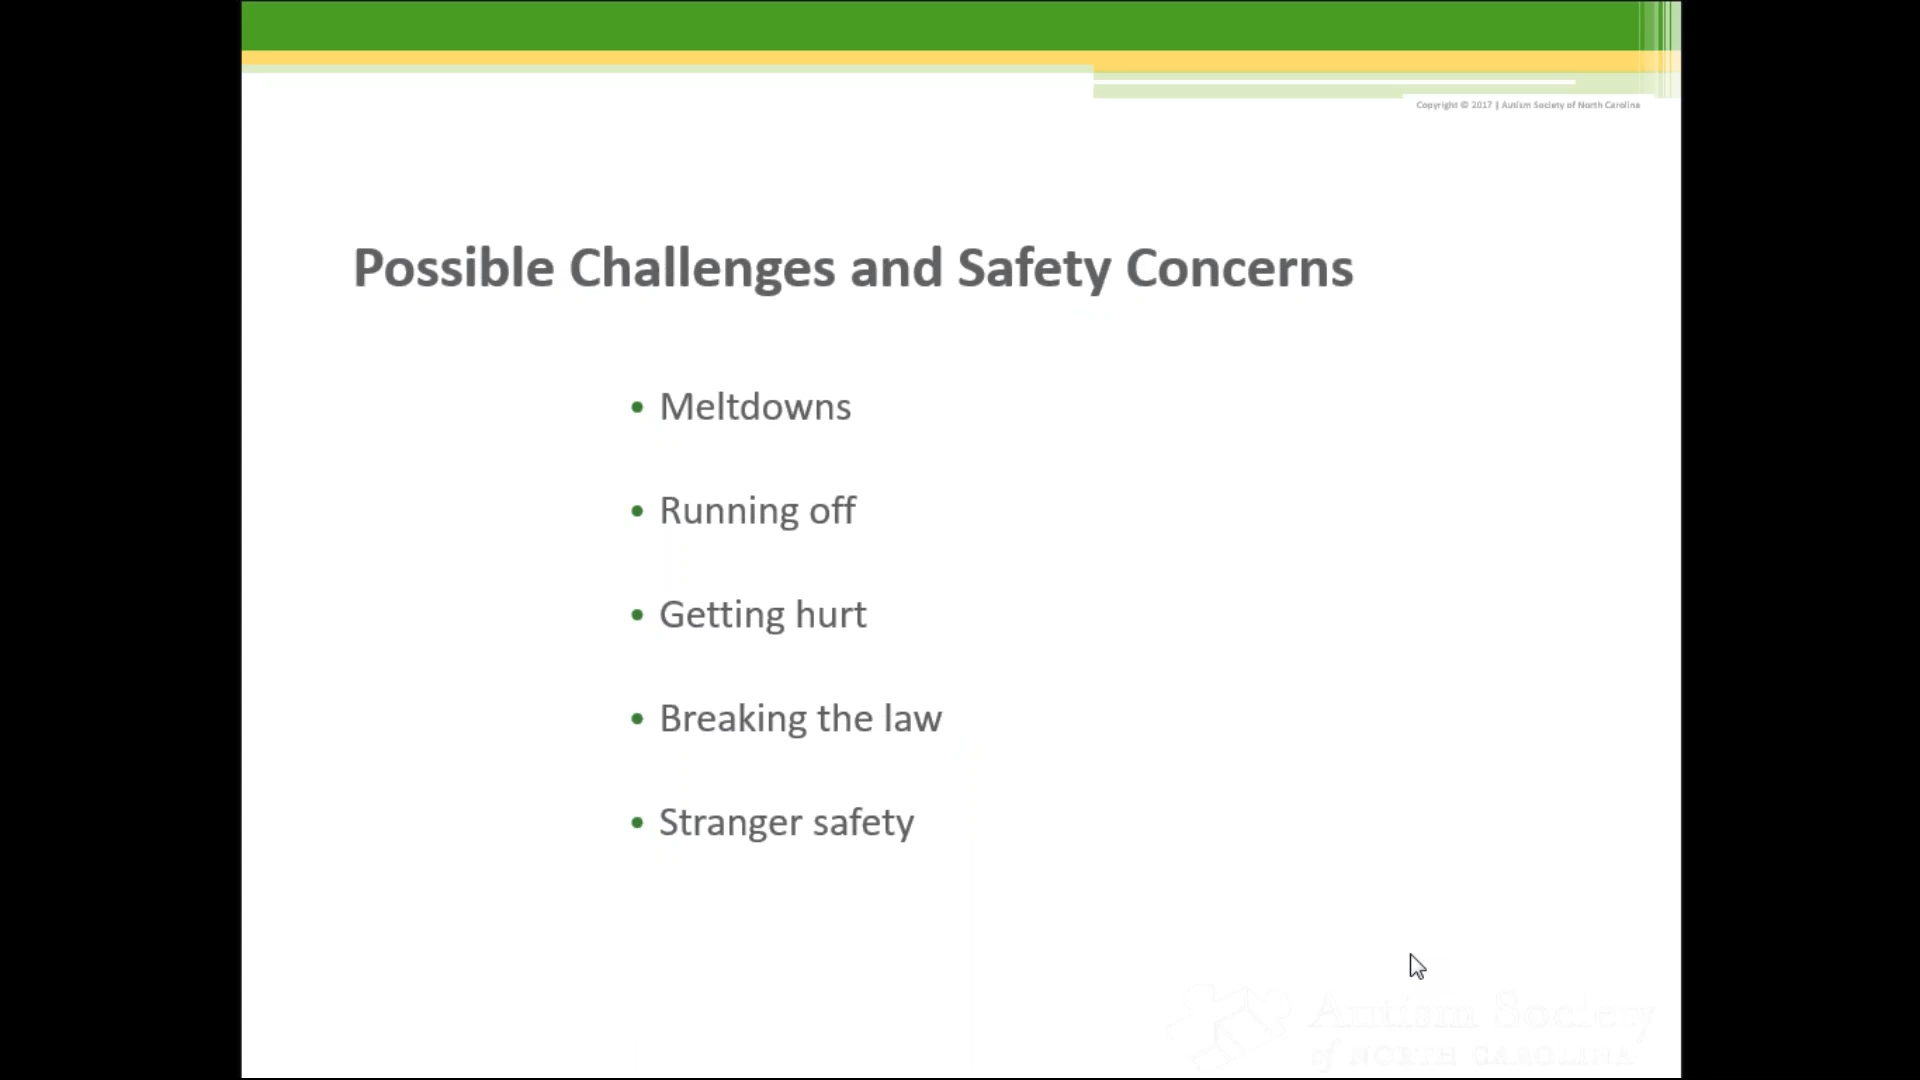 Copyright © 2017 | Autism Society of North Carolina
Possible Challenges and Safety Concerns
• Meltdowns
• Running off
• Getting hurt
• Breaking the law
• Stranger safety
Autism Society
of NORTH CAROLINA